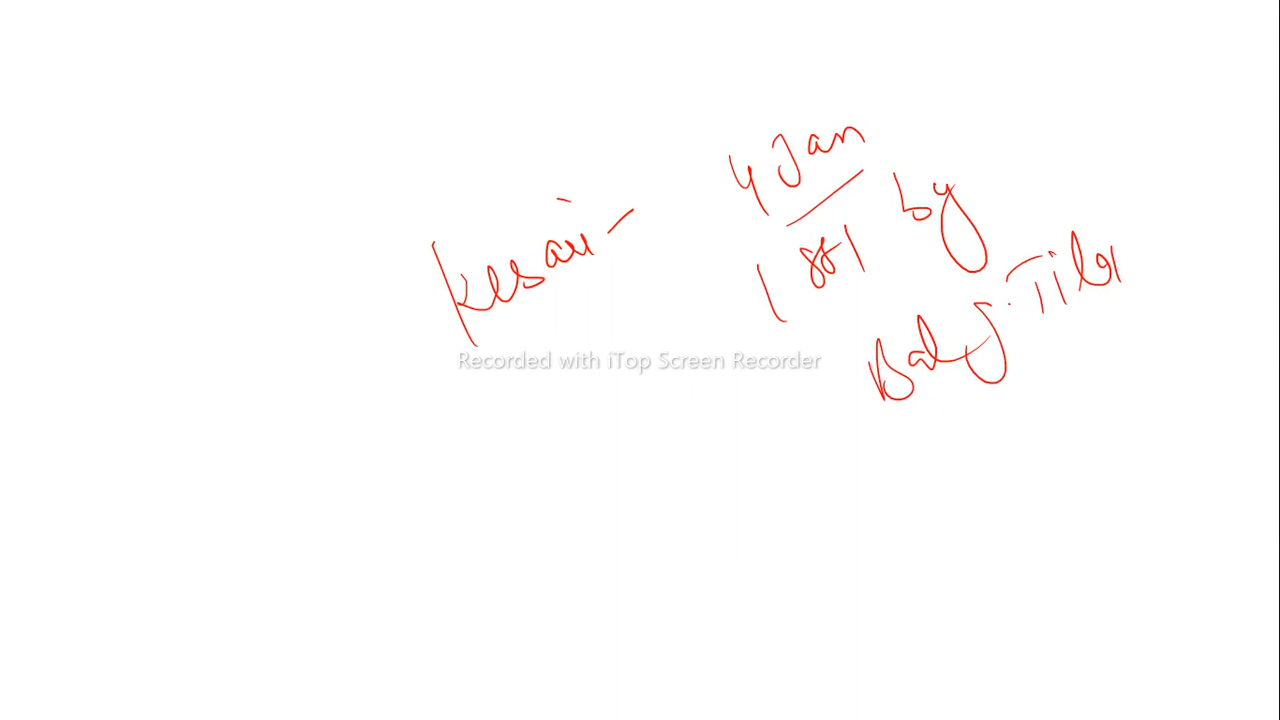 Kesari - 4 Jan
1881 by
Bal G. Tilak
Recorded with iTop Screen Recorder